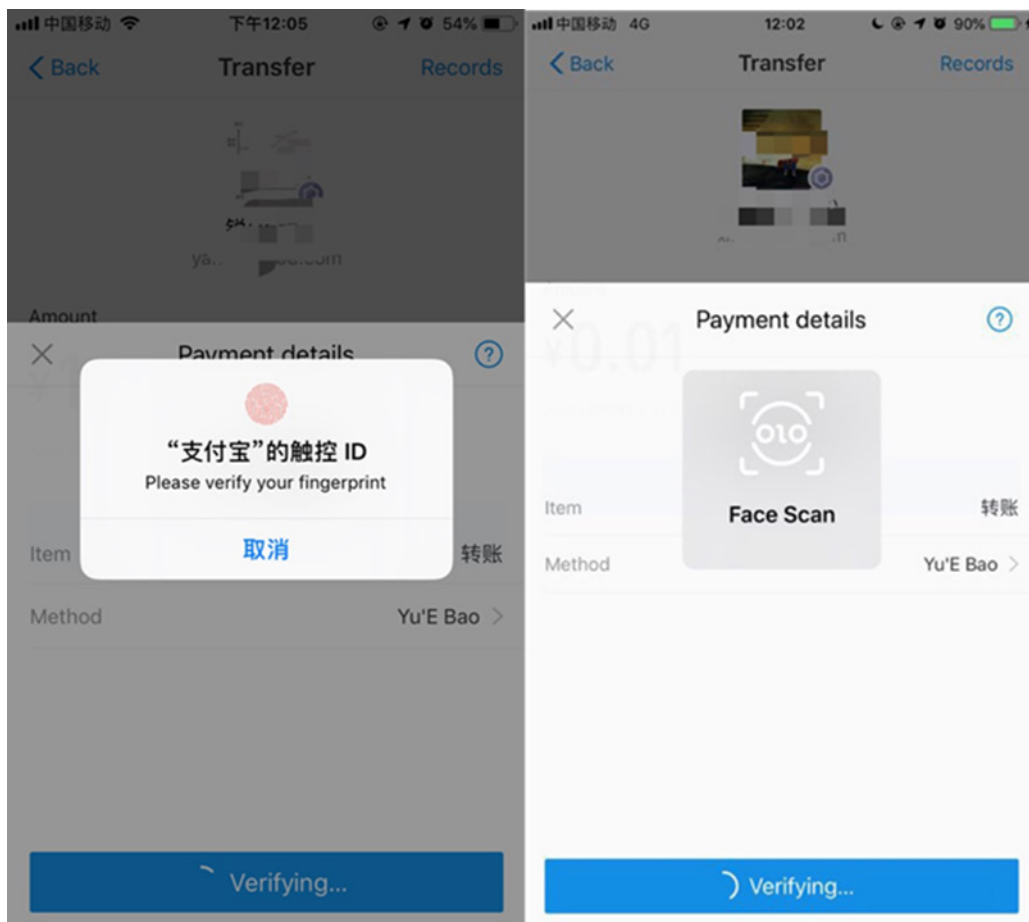 中国移动
下午12:05
54%
Back
Transfer
Records
Amount
Payment details
?
“支付宝”的触控 ID
Please verify your fingerprint
取消
Item
转账
Method
Yu'E Bao
Verifying...
中国移动 4G
12:02
90%
Back
Transfer
Records
Payment details
?
¥0.01
Face Scan
Item
转账
Method
Yu'E Bao
Verifying...